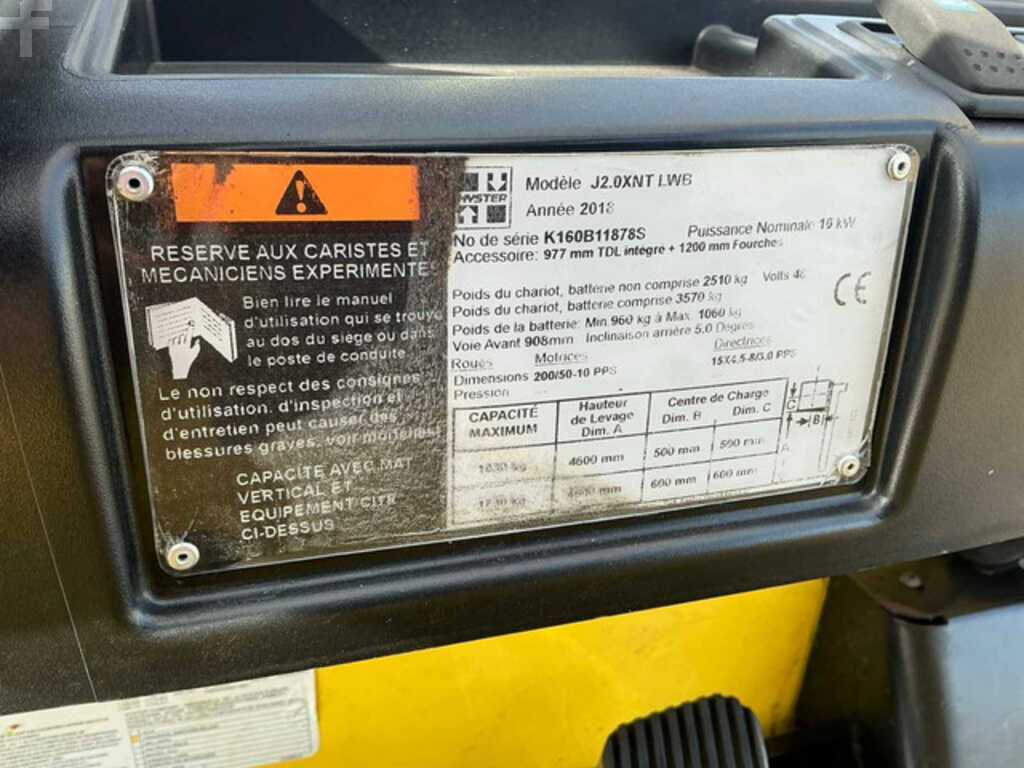 RESERVE AUX CARISTES ET
MECANICIENS EXPERIMENTES
Bien lire le manuel
d'utilisation qui se trouve
au dos du siège ou dans
le poste de conduite.
Le non respect des consignes
d'utilisation, d'inspection et
d'entretien peut causer des
blessures graves, voir mortelles
CAPACITE AVEC MAT
VERTICAL ET
EQUIPEMENT CITE
CI-DESSUS
HYSTER
Modèle J2.0XNT LWB
Année 2018
No de série K160B11878S Puissance Nominale kW
Accessoire: 977 mm TDL intégré + 1200 mm Fourches
Poids du chariot, batterie non comprise 2510 kg Volts 48
Poids du chariot, batterie comprise 3570 kg
Poids de la batterie: Min 960 kg à Max 1060 kg
Voie Avant 908mm Inclinaison arrière 5.0 Degrés
Roues Motrices Directrices
Dimensions 200/50-10 PPS 15X4.5-8/3.0 PPS
Pression
CAPACITÉ MAXIMUM
Hauteur de Levage Dim. A
Centre de Charge
Dim. B Dim. C
kg 4600 mm 500 mm 500 mm
kg 4600 mm 600 mm 600 mm
C
B
A
CE